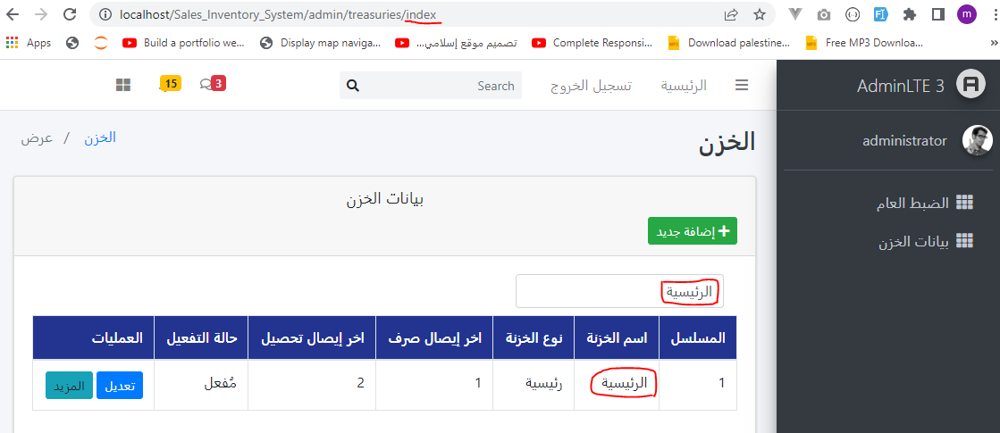 localhost/Sales_Inventory_System/admin/treasuries/index
m
Apps
Build a portfolio we...
Display map naviga...
تصميم موقع إسلامي...
Complete Responsi...
Download palestine...
Free MP3 Downloa...
»
AdminLTE 3
الرئيسية
تسجيل الخروج
Search
3
15
administrator
الضبط العام
بيانات الخزن
الخزن
الخزن / عرض
بيانات الخزن
إضافة جديد
الرئيسية
المسلسل اسم الخزنة نوع الخزنة اخر إيصال صرف اخر إيصال تحصيل حالة التفعيل العمليات
1 الرئيسية رئيسية 1 2 مُفعل تعديل المزيد